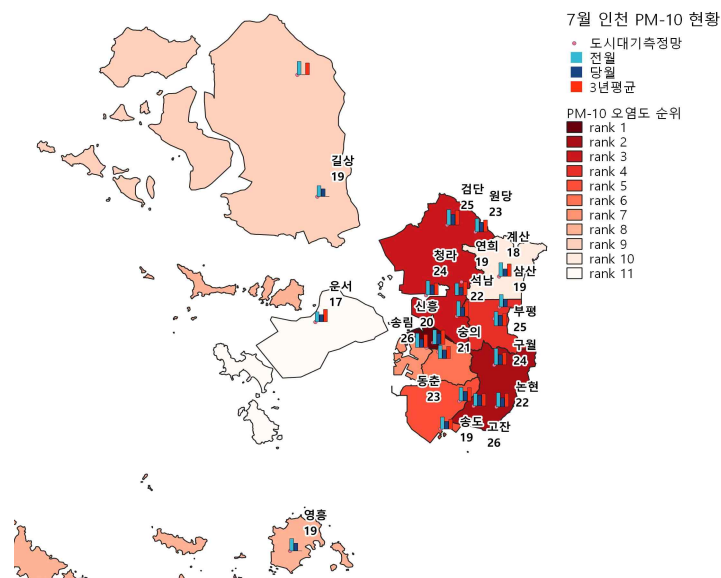 7월 인천 PM-10 현황
도시대기측정망
전월
당월
3년평균
PM-10 오염도 순위
rank 1
rank 2
rank 3
rank 4
rank 5
rank 6
rank 7
rank 8
rank 9
rank 10
rank 11
길상
19
검단
25
원당
23
계산
18
연희
19
청라
24
삼산
19
석남
22
운서
17
신흥
20
부평
25
송림
26
숭의
21
구월
24
동춘
23
논현
22
송도
19
고잔
26
영흥
19